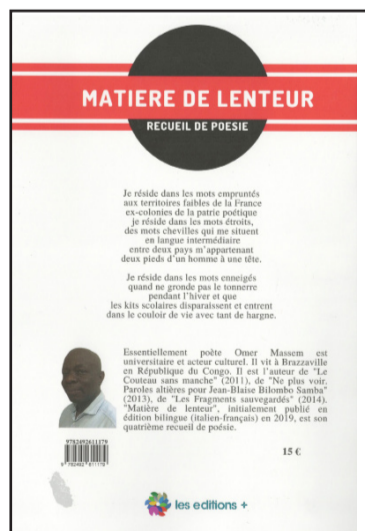 MATIERE DE LENTEUR
RECUEIL DE POESIE
Je réside dans les mots empruntés
aux territoires faibles de la France
ex-colonies de la patrie poétique
je réside dans les mots étroits,
des mots chevilles qui me situent
en langue intermédiaire
entre deux pays m’appartenant
deux pieds d’un homme à une tête.
Je réside dans les mots enneigés
quand ne gronde pas le tonnerre
pendant l’hiver et que
les kits scolaires disparaissent et entrent
dans le couloir de vie avec tant de hargne.
Essentiellement poète Omer Massem est
universitaire et acteur culturel. Il vit à Brazzaville
en République du Congo. Il est l’auteur de "Le
Couteau sans manche" (2011), de "Ne plus voir.
Paroles altières pour Jean-Blaise Bilombo Samba"
(2013), de "Les Fragments sauvegardés" (2014).
"Matière de lenteur", initialement publié en
édition bilingue (italien-français) en 2019, est son
quatrième recueil de poésie.
9782492611179
9 782492 611179
15 €
les editions +